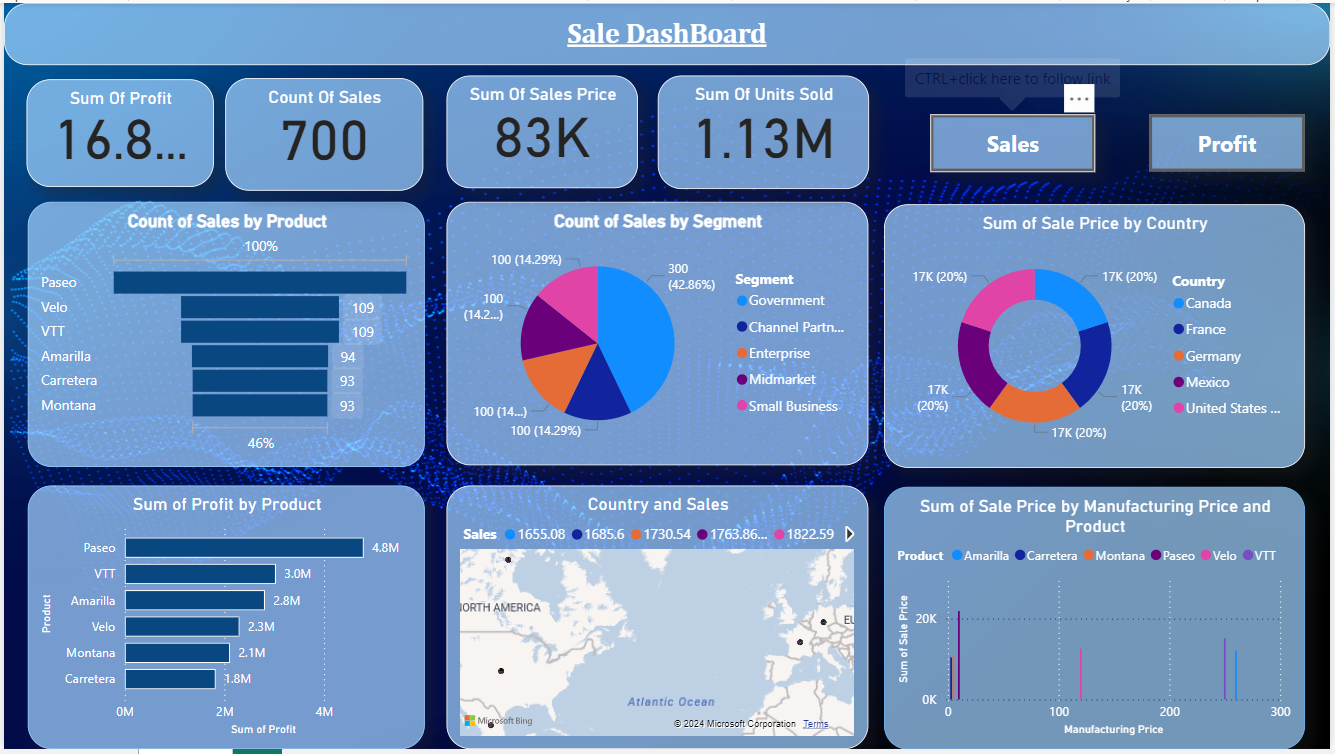 Sale DashBoard
CTRL+click here to follow link
Sum Of Profit
16.8...
Count Of Sales
700
Sum Of Sales Price
83K
Sum Of Units Sold
1.13M
Sales
Profit
Count of Sales by Product
100%
Paseo
Velo 109
VTT 109
Amarilla 94
Carretera 93
Montana 93
46%
Count of Sales by Segment
100 (14.29%)
300
(42.86%)
100
(14.2...)
100 (14...)
100 (14.29%)
Segment
Government
Channel Partn...
Enterprise
Midmarket
Small Business
Sum of Sale Price by Country
17K (20%)
17K (20%)
17K
(20%)
17K
(20%)
17K (20%)
Country
Canada
France
Germany
Mexico
United States ...
Sum of Profit by Product
Product
Paseo 4.8M
VTT 3.0M
Amarilla 2.8M
Velo 2.3M
Montana 2.1M
Carretera 1.8M
0M 2M 4M
Sum of Profit
Country and Sales
Sales 1655.08 1685.6 1730.54 1763.86... 1822.59
NORTH AMERICA
EU
Atlantic Ocean
Microsoft Bing
© 2024 Microsoft Corporation Terms
Sum of Sale Price by Manufacturing Price and
Product
Product Amarilla Carretera Montana Paseo Velo VTT
Sum of Sale Price
20K
0K
0 100 200 300
Manufacturing Price